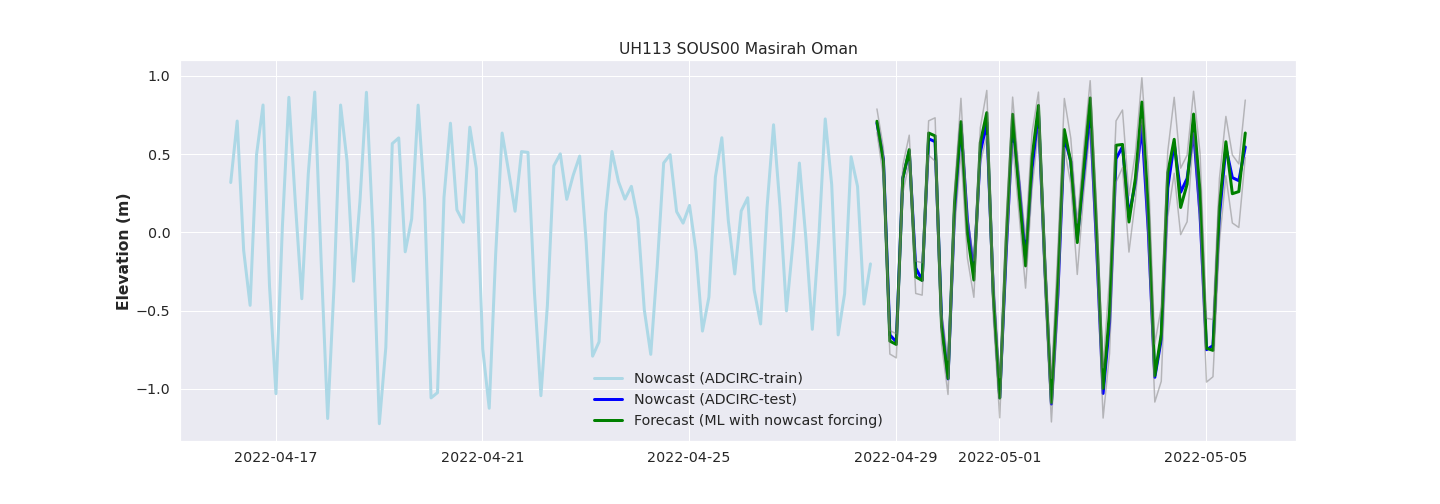 UH113 SOUS00 Masirah Oman
Elevation (m)
1.0
0.5
0.0
−0.5
−1.0
Nowcast (ADCIRC-train)
Nowcast (ADCIRC-test)
Forecast (ML with nowcast forcing)
2022-04-17 2022-04-21 2022-04-25 2022-04-29 2022-05-01 2022-05-05